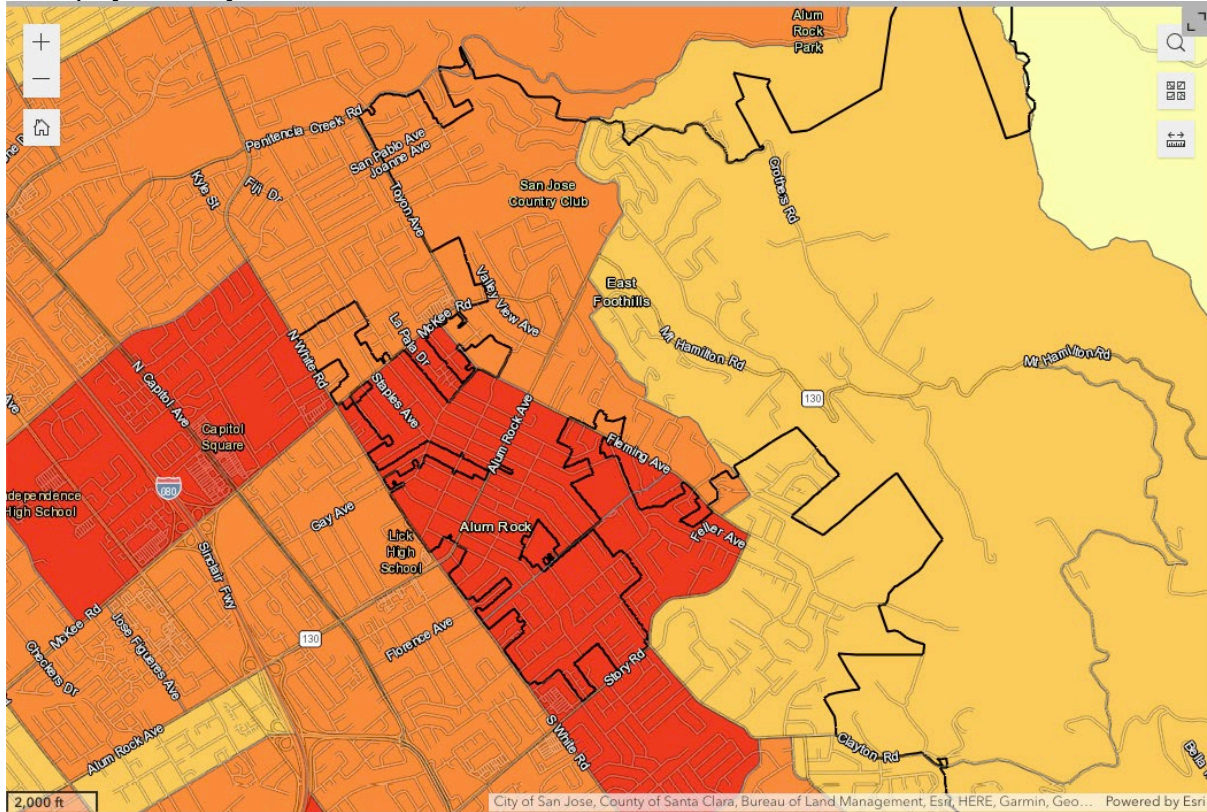 Alum
Rock
Park
Penitencia Creek Rd
San Pablo Ave
Joanne Ave
Kyle St
Fiji Dr
Toyon Ave
San Jose
Country Club
Crothers Rd
East
Foothills
Valley View Ave
McKee Rd
La Pala Dr
N White Rd
Staples Ave
Mt Hamilton Rd
Mt Hamilton Rd
130
N Capitol Ave
Capitol
Square
Alum Rock Ave
Fleming Ave
680
ndependence
High School
Gay Ave
Lick
High
School
Alum Rock
Feller Ave
Sinclair Fwy
McKee Rd
Jose Figueres Ave
Checkers Dr
130
Florence Ave
Story Rd
S White Rd
Alum Rock Ave
Clayton Rd
2,000 ft
City of San Jose, County of Santa Clara, Bureau of Land Management, Esri, HERE, Garmin, Geo... Powered by Esri